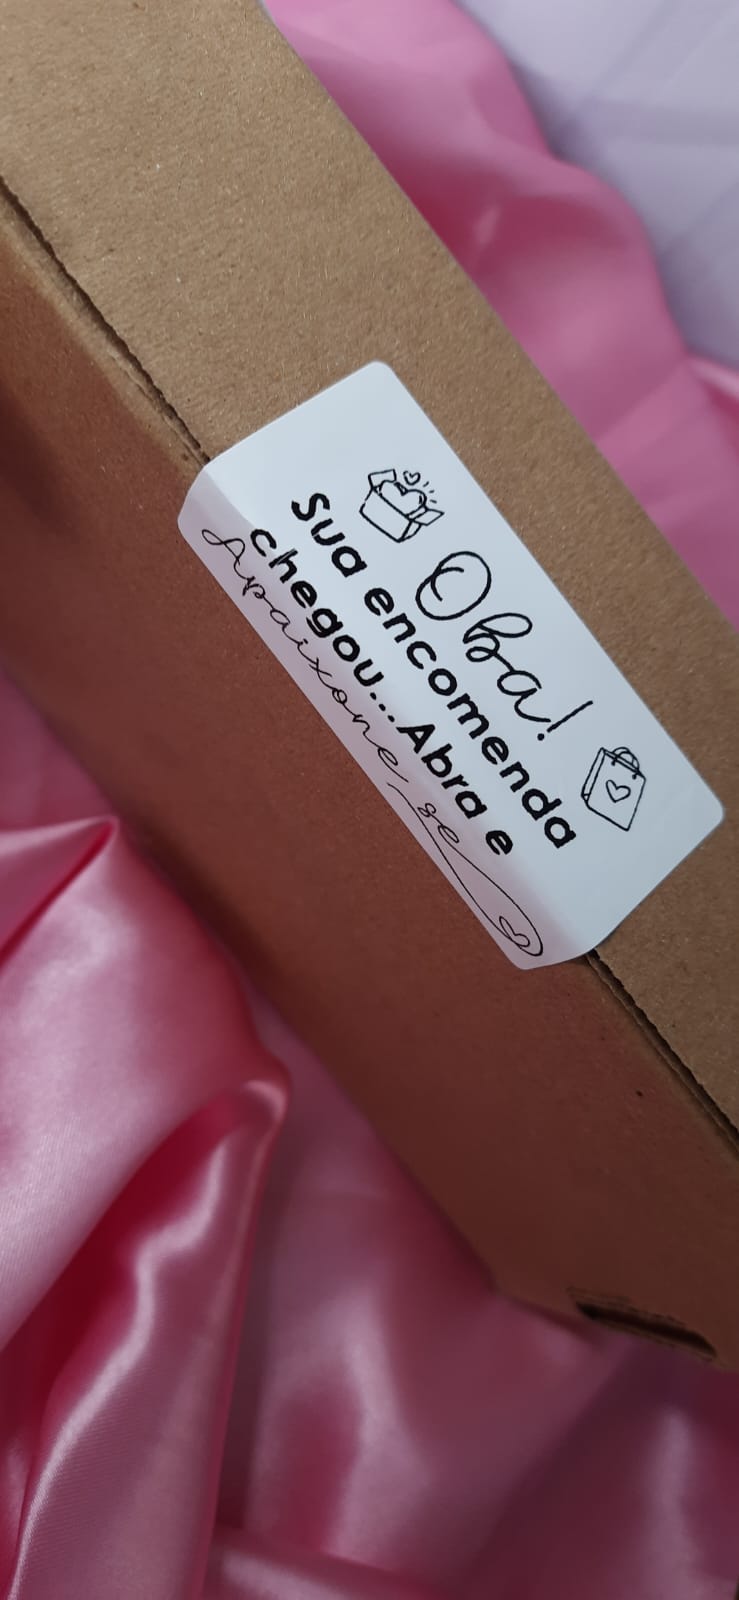 Oba!
Sua encomenda
chegou...Abra e
Apaixone-se